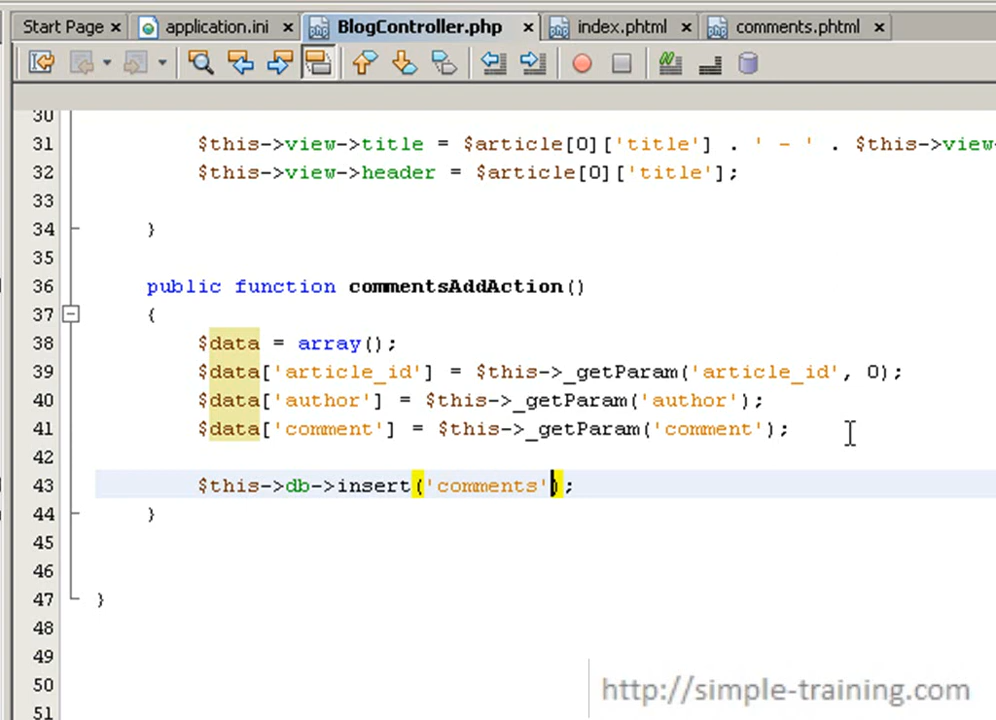 Start Page application.ini BlogController.php index.phtml comments.phtml
30
31 $this->view->title = $article[0]['title'] . ' - ' . $this->view-
32 $this->view->header = $article[0]['title'];
33
34 }
35
36 public function commentsAddAction()
37 {
38 $data = array();
39 $data['article_id'] = $this->_getParam('article_id', 0);
40 $data['author'] = $this->_getParam('author');
41 $data['comment'] = $this->_getParam('comment');
42
43 $this->db->insert('comments');
44 }
45
46
47 }
48
49
50
51
http://simple-training.com